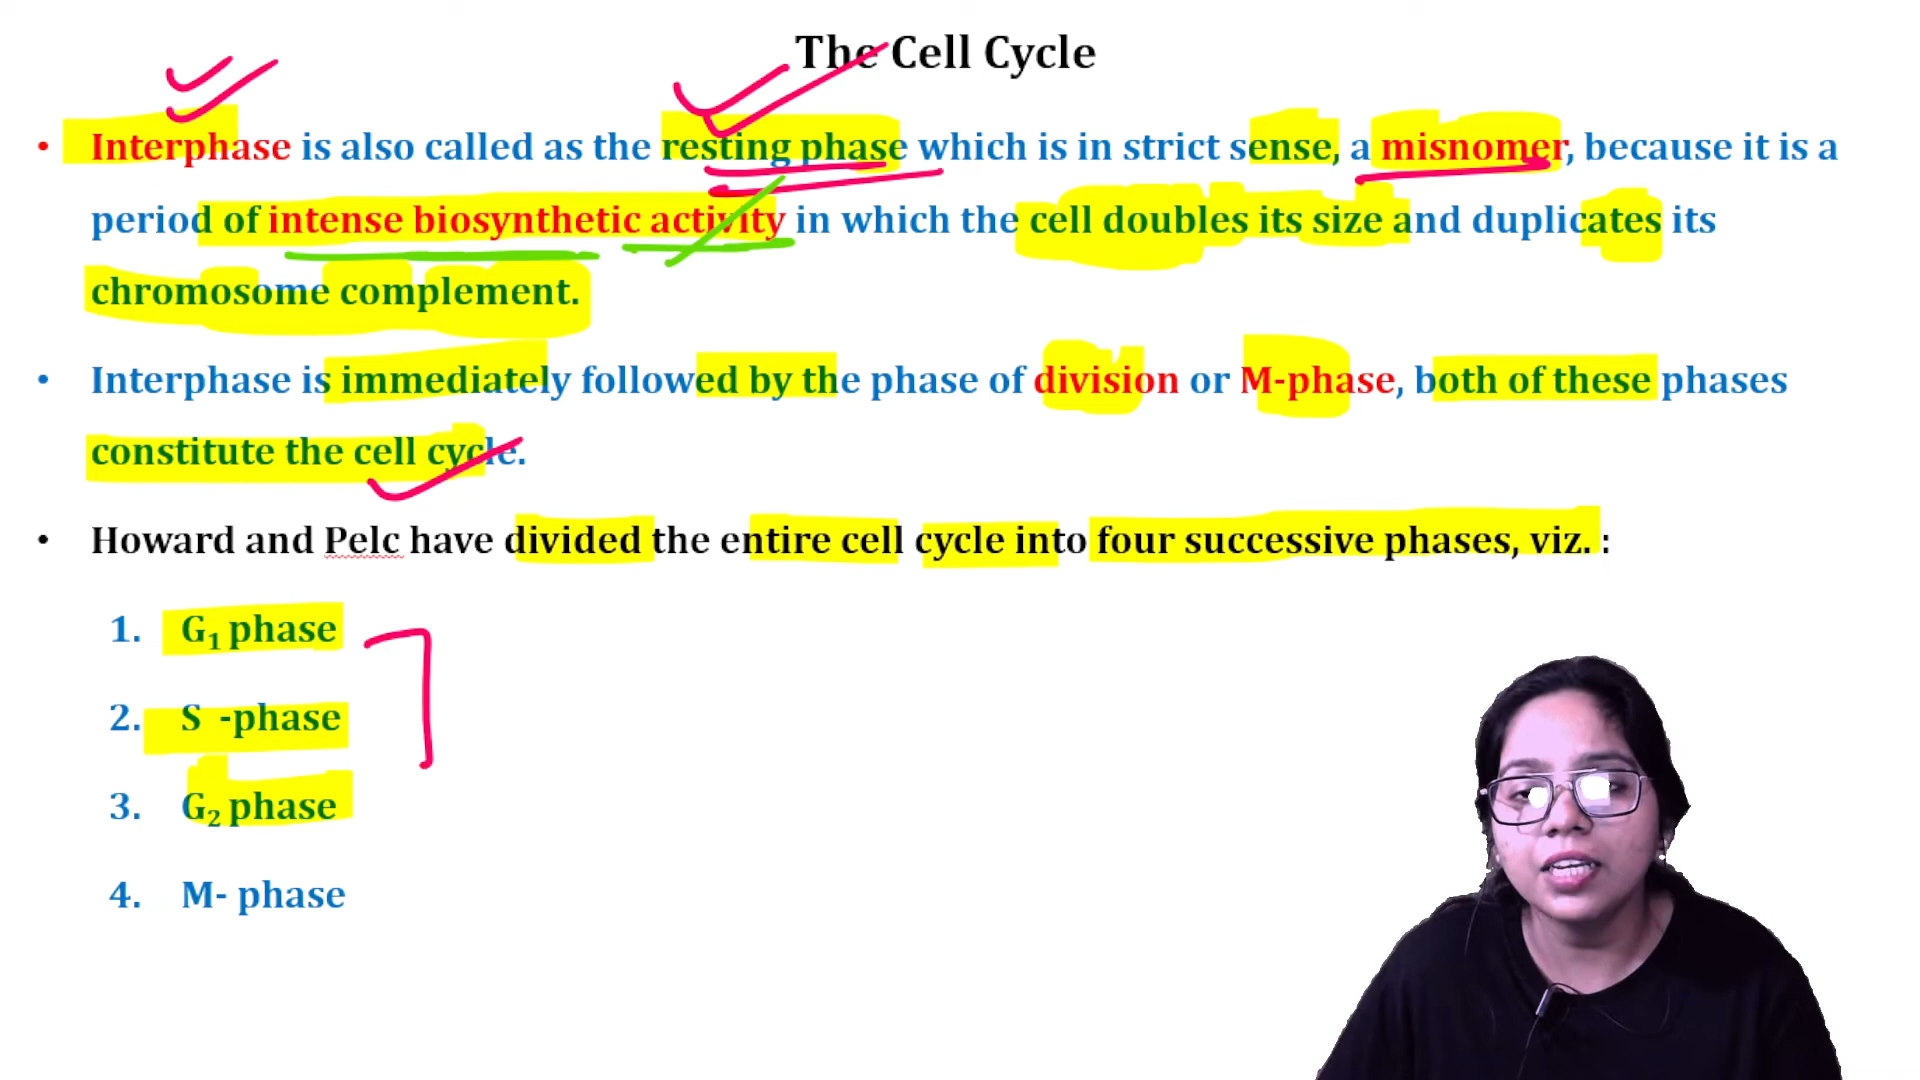 The Cell Cycle
• Interphase is also called as the resting phase which is in strict sense, a misnomer, because it is a
period of intense biosynthetic activity in which the cell doubles its size and duplicates its
chromosome complement.
• Interphase is immediately followed by the phase of division or M-phase, both of these phases
constitute the cell cycle.
• Howard and Pelc have divided the entire cell cycle into four successive phases, viz. :
1. G₁ phase
2. S -phase
3. G₂ phase
4. M- phase